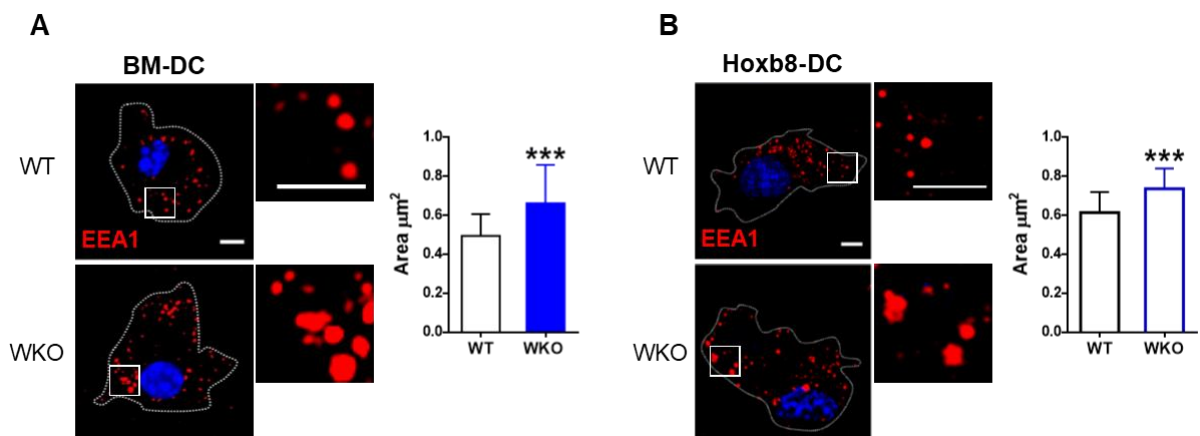 A
BM-DC
WT
EEA1
WKO
Area μm²
1.0
0.8
0.6
0.4
0.2
0.0
***
WT WKO
B
Hoxb8-DC
WT
EEA1
WKO
Area μm²
1.0
0.8
0.6
0.4
0.2
0.0
***
WT WKO